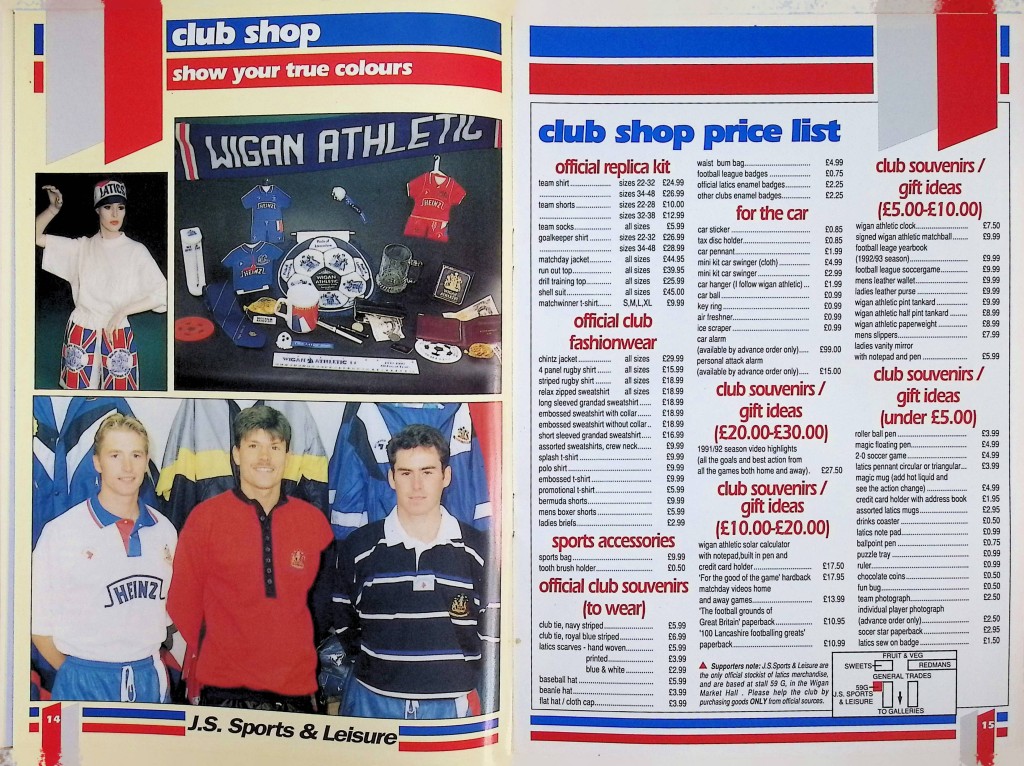 club shop
show your true colours
WIGAN ATHLETIC
LATICS
HEINZ
HEINZ
HEINZ
WIGAN
ATHLETIC
WIGAN ATHLETIC
HEINZ
14
J.S. Sports & Leisure
club shop price list
official replica kit
team shirt.................. sizes 22-32 £24.99
.................. sizes 34-48 £26.99
team shorts.................. sizes 22-28 £10.00
.................. sizes 32-38 £12.99
team socks.................. all sizes £5.99
goalkeeper shirt.................. sizes 22-32 £26.99
.................. sizes 34-48 £28.99
matchday jacket.................. all sizes £44.95
run out top.................. all sizes £39.95
drill training top.................. all sizes £25.99
shell suit.................. all sizes £45.00
matchwinner t-shirt........ S,M,L,XL £9.99
official club
fashionwear
chintz jacket.................. all sizes £29.99
4 panel rugby shirt ....... all sizes £15.99
striped rugby shirt ........ all sizes £18.99
relax zipped sweatshirt all sizes £18.99
long sleeved grandad sweatshirt...... £18.99
embossed sweatshirt with collar....... £18.99
embossed sweatshirt without collar.. £18.99
short sleeved grandad sweatshirt..... £16.99
assorted sweatshirts, crew neck....... £9.99
splash t-shirt.................. £9.99
polo shirt.................. £9.99
embossed t-shirt.................. £9.99
promotional t-shirt.................. £5.99
bermuda shorts.................. £9.99
mens boxer shorts.................. £5.99
ladies briefs.................. £2.99
sports accessories
sports bag.................. £9.99
tooth brush holder.................. £0.50
official club souvenirs
(to wear)
club tie, navy striped.................. £5.99
club tie, royal blue striped.................. £6.99
latics scarves - hand woven............ £5.99
printed.................. £3.99
blue & white.................. £2.99
baseball hat.................. £5.99
beanie hat.................. £3.99
flat hat / cloth cap.................. £3.99
waist bum bag.................. £4.99
football league badges.................. £0.75
official latics enamel badges............ £2.25
other clubs enamel badges............ £2.25
for the car
car sticker.................. £0.85
tax disc holder.................. £0.85
car pennant.................. £1.99
mini kit car swinger (cloth).................. £4.99
mini kit car swinger.................. £2.99
car hanger (I follow wigan athletic) ... £1.99
car ball.................. £0.99
key ring.................. £0.99
air freshner.................. £0.99
ice scraper.................. £0.99
car alarm
(available by advance order only)..... £99.00
personal attack alarm
(available by advance order only)..... £15.00
club souvenirs /
gift ideas
(£20.00-£30.00)
1991/92 season video highlights
(all the goals and best action from
all the games both home and away). £27.50
club souvenirs /
gift ideas
(£10.00-£20.00)
wigan athletic solar calculator
with notepad,built in pen and
credit card holder.................. £17.50
'For the good of the game' hardback £17.95
matchday videos home
and away games.................. £13.99
'The football grounds of
Great Britain' paperback.................. £10.95
'100 Lancashire footballing greats'
paperback.................. £10.99
▲ Supporters note: J.S.Sports & Leisure are
the only official stockist of latics merchandise,
and are based at stall 59 G, in the Wigan
Market Hall . Please help the club by
purchasing goods ONLY from official sources.
club souvenirs /
gift ideas
(£5.00-£10.00)
wigan athletic clock.................. £7.50
signed wigan athletic matchball....... £9.99
football leage yearbook
(1992/93 season).................. £9.99
football league soccergame............ £9.99
mens leather wallet.................. £9.99
ladies leather purse .................. £9.99
wigan athletic pint tankard ............ £9.99
wigan athletic half pint tankard ....... £8.99
wigan athletic paperweight ............ £8.99
mens slippers.................. £7.99
ladies vanity mirror
with notepad and pen .................. £5.99
club souvenirs /
gift ideas
(under £5.00)
roller ball pen.................. £3.99
magic floating pen.................. £4.99
2-0 soccer game .................. £4.99
latics pennant circular or triangular... £3.99
magic mug (add hot liquid and
see the action change) .................. £4.99
credit card holder with address book £1.95
assorted latics mugs.................. £2.95
drinks coaster .................. £0.50
latics note pad.................. £0.99
ballpoint pen .................. £0.75
puzzle tray .................. £0.99
ruler.................. £0.99
chocolate coins.................. £0.50
fun bug.................. £0.50
team photograph.................. £2.50
individual player photograph
(advance order only).................. £2.50
soccer star paperback.................. £2.95
latics sew on badge.................. £1.50
FRUIT & VEG
SWEETS
REDMANS
GENERAL TRADES
59G
J.S. SPORTS
& LEISURE
TO GALLERIES
15